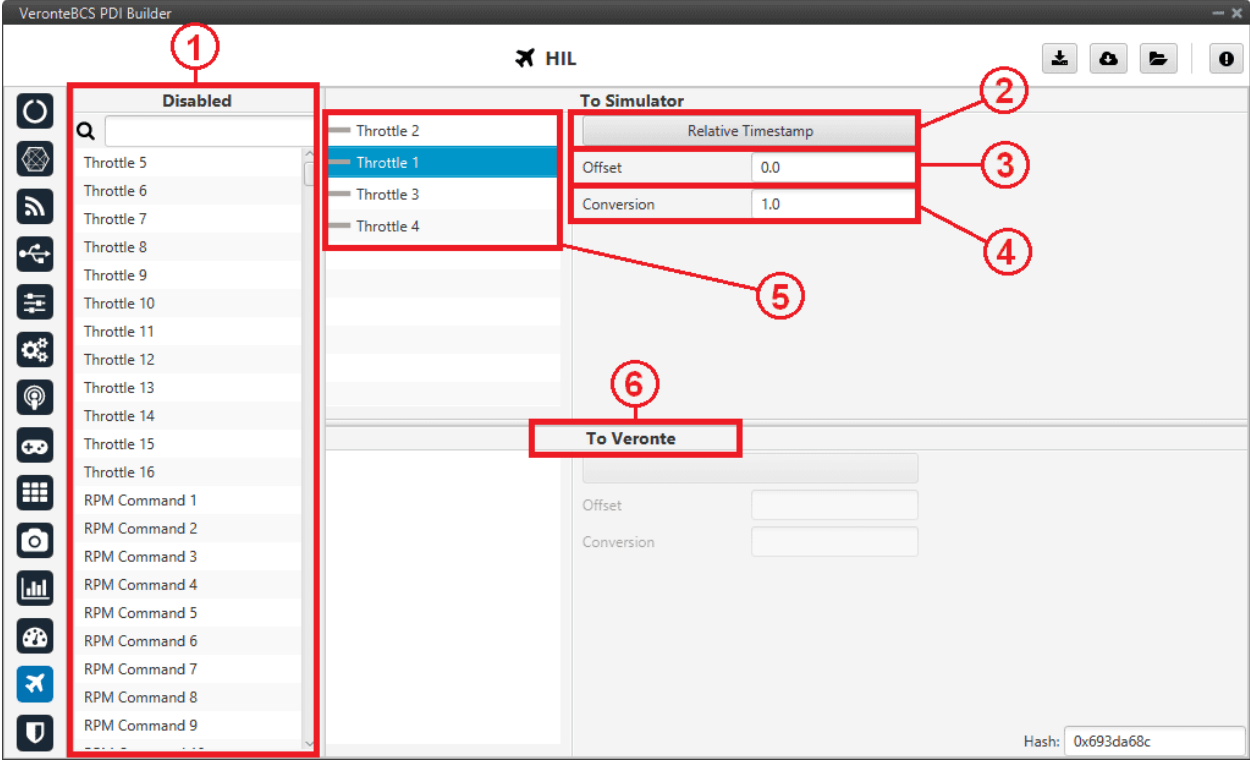 VeronteBCS PDI Builder
HIL
1
Disabled
To Simulator
2
Relative Timestamp
Offset 0.0
3
Conversion 1.0
4
Throttle 2
Throttle 1
Throttle 3
Throttle 4
5
Throttle 5
Throttle 6
Throttle 7
Throttle 8
Throttle 9
Throttle 10
Throttle 11
Throttle 12
Throttle 13
Throttle 14
Throttle 15
Throttle 16
RPM Command 1
RPM Command 2
RPM Command 3
RPM Command 4
RPM Command 5
RPM Command 6
RPM Command 7
RPM Command 8
RPM Command 9
6
To Veronte
Offset
Conversion
Hash: 0x693da68c